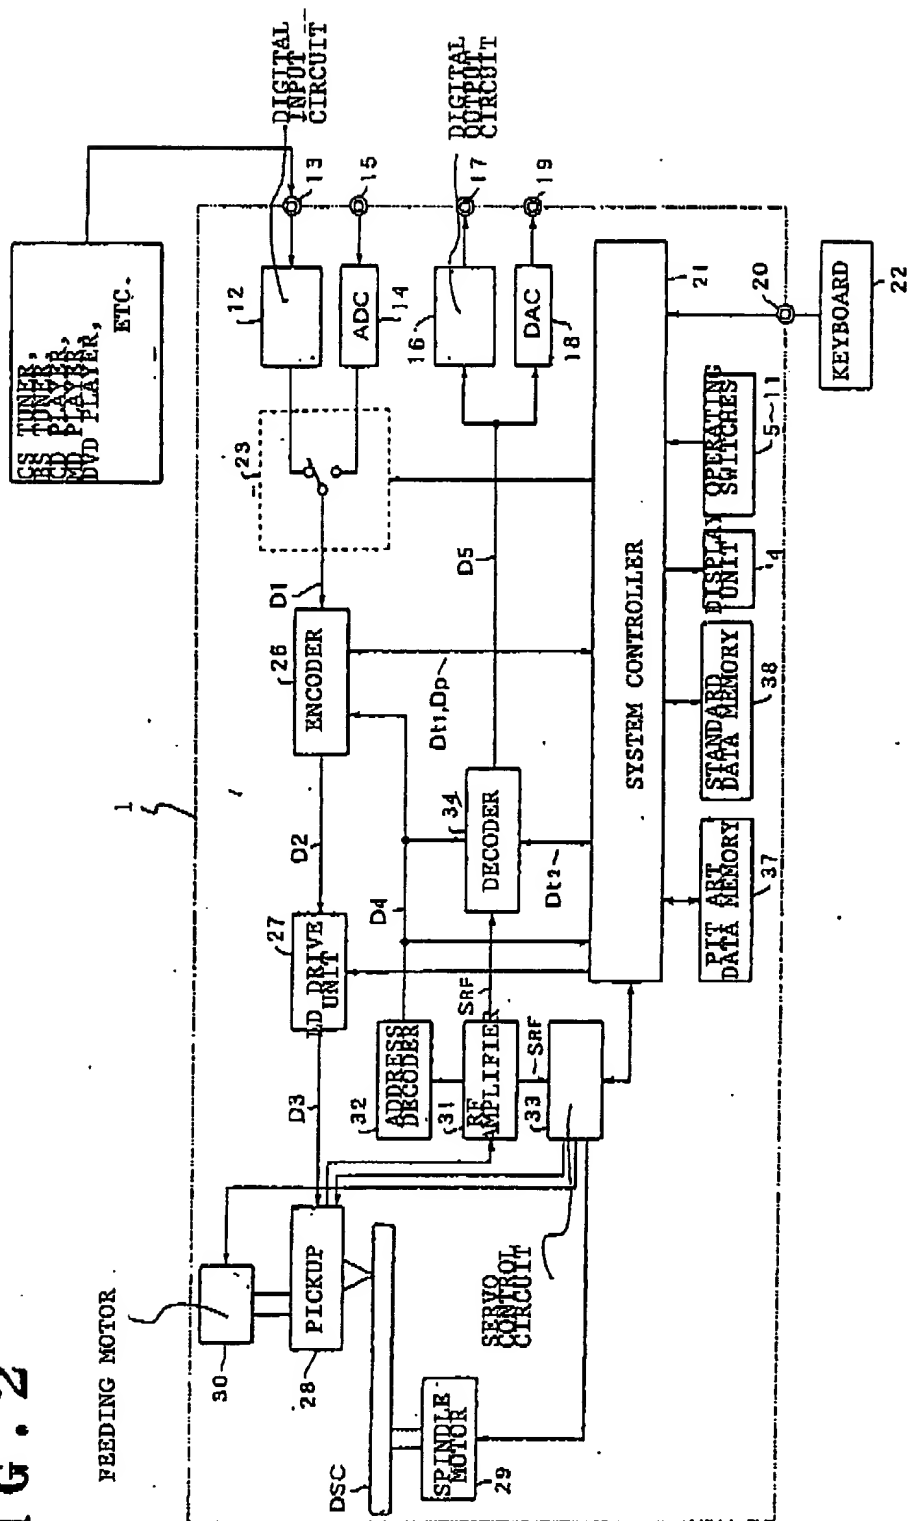 G.2
CS TUNER,
BS TUNER,
CD PLAYER,
MD PLAYER,
DVD PLAYER,
ETC.
DIGITAL
INPUT
CIRCUIT
DIGITAL
OUTPUT
CIRCUIT
13
15
17
19
12
ADC
14
16
DAC
18
23
D1
ENCODER
26
Dt1,Dp
D5
1
D2
LD DRIVE
UNIT
27
D4
DECODER
34
Dt2
D3
ADDRESS
DECODER
32
RF
AMPLIFIER
31
SRF
SRF
33
SERVO
CONTROL
CIRCUIT
FEEDING MOTOR
30
PICKUP
28
DSC
SPINDLE
MOTOR
29
SYSTEM CONTROLLER
21
20
KEYBOARD
22
OPERATING
SWITCHES
5~11
DISPLAY
UNIT
4
STANDARD
DATA MEMORY
38
PIT ART
DATA MEMORY
37